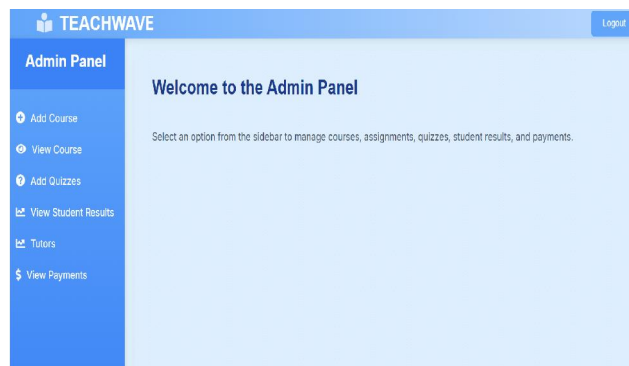 TEACHWAVE
Logout
Admin Panel
Welcome to the Admin Panel
Select an option from the sidebar to manage courses, assignments, quizzes, student results, and payments.
Add Course
View Course
Add Quizzes
View Student Results
Tutors
$ View Payments